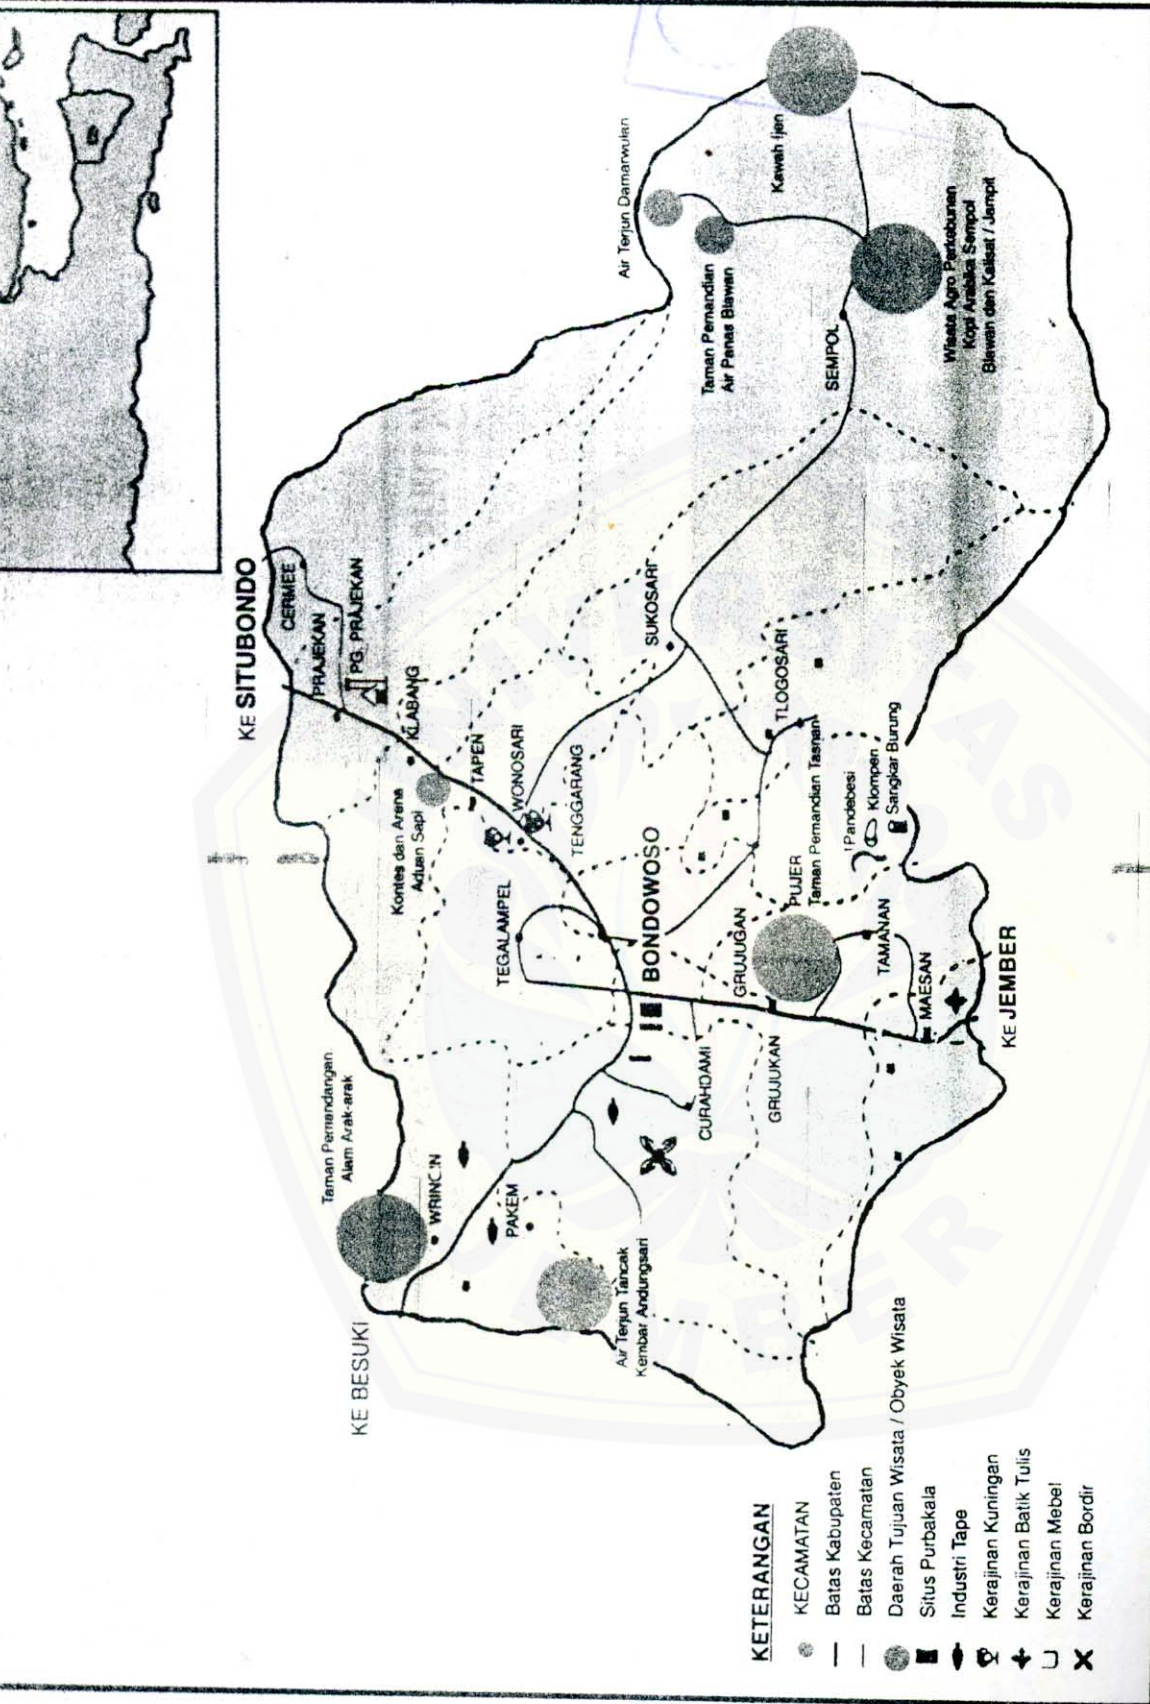 KE SITUBONDO
CERMEE
PRAJEKAN
PG. PRAJEKAN
KLABANG
Kontes dan Arena
Aduan Sapi
TAPEN
WONOSARI
TENGGARANG
TEGALAMPEL
BONDOWOSO
SUKOSARI
TLOGOSARI
Air Terjun Damarwulan
Taman Pemandian
Air Panas Blawan
Kawah Ijen
SEMPOL
Wisata Agro Perkebunan
Kopi Arabika Sempol
Blawan dan Kalisat / Jampit
PUJER
Taman Pemandian Tasnan
Pandebesi
Klompen
Sangkar Burung
GRUJUGAN
TAMANAN
MAESAN
KE JEMBER
GRUJUKAN
CURAHDAMI
Taman Pemandangan
Alam Arak-arak
WRINGIN
PAKEM
Air Terjun Tancak
Kembar Andungsari
KE BESUKI
KETERANGAN
KECAMATAN
Batas Kabupaten
Batas Kecamatan
Daerah Tujuan Wisata / Obyek Wisata
Situs Purbakala
Industri Tape
Kerajinan Kuningan
Kerajinan Batik Tulis
Kerajinan Mebel
Kerajinan Bordir
UNIVERSITAS JEMBER